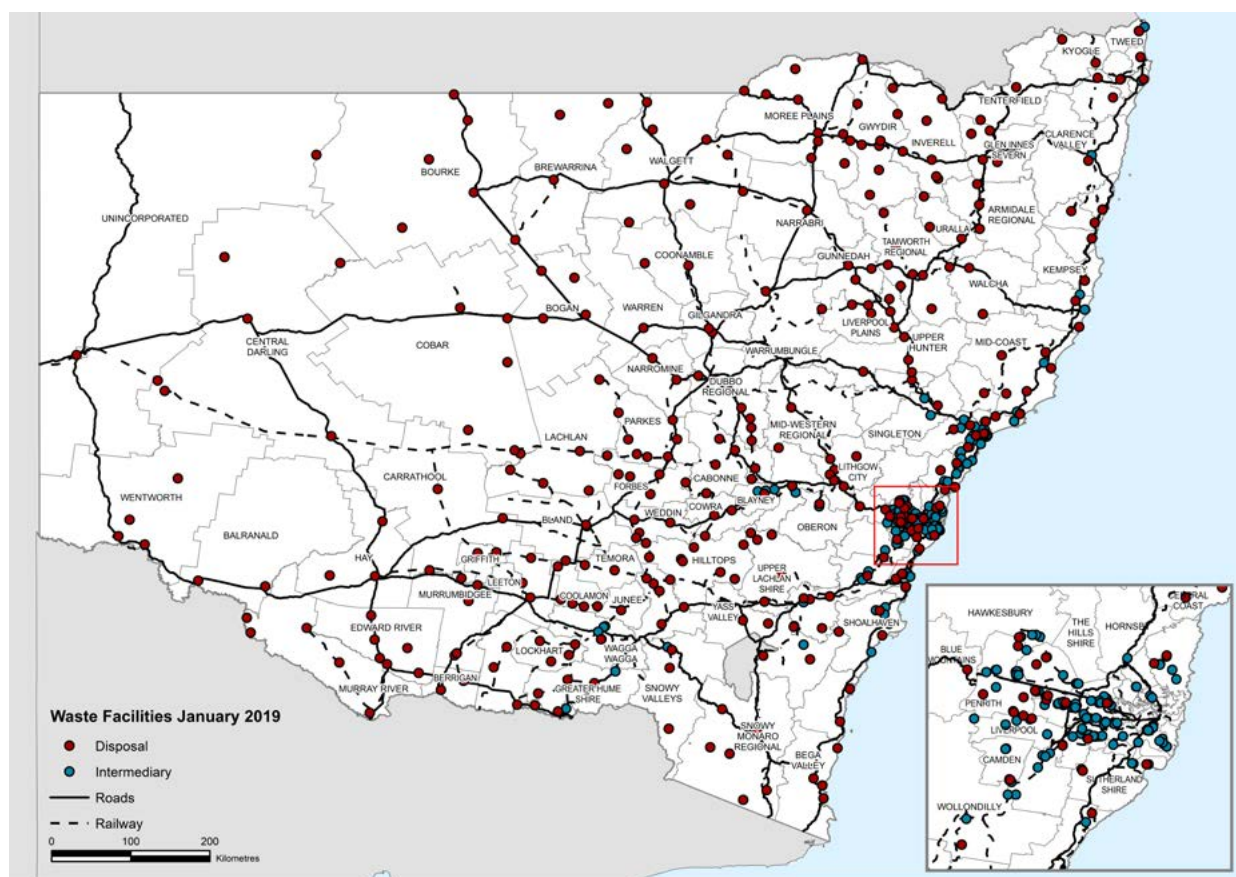 KYOGLE
TWEED
TENTERFIELD
MOREE PLAINS
GWYDIR
INVERELL
GLEN INNES
SEVERN
CLARENCE
VALLEY
BOURKE
BREWARRINA
WALGETT
UNINCORPORATED
NARRABRI
ARMIDALE
REGIONAL
URALLA
TAMWORTH
REGIONAL
GUNNEDAH
COONAMBLE
KEMPSEY
WALCHA
BOGAN
WARREN
GILGANDRA
LIVERPOOL
PLAINS
UPPER
HUNTER
MID-COAST
CENTRAL
DARLING
COBAR
WARRUMBUNGLE
NARROMINE
DUBBO
REGIONAL
PARKES
MID-WESTERN
REGIONAL
SINGLETON
LACHLAN
LITHGOW
CITY
CARRATHOOL
CABONNE
FORBES
WENTWORTH
BLAYNEY
COWRA
WEDDIN
BLAND
OBERON
BALRANALD
HAY
GRIFFITH
TEMORA
HILLTOPS
LEETON
UPPER
LACHLAN
SHIRE
MURRUMBIDGEE
COOLAMON
JUNEE
YASS
VALLEY
EDWARD RIVER
SHOALHAVEN
LOCKHART
WAGGA
WAGGA
BERRIGAN
MURRAY RIVER
GREATER HUME
SHIRE
SNOWY
VALLEYS
SNOWY
MONARO
REGIONAL
BEGA
VALLEY
Waste Facilities January 2019
Disposal
Intermediary
Roads
Railway
0 100 200
Kilometres
CENTRAL
COAST
HAWKESBURY
THE
HILLS
SHIRE
HORNSBY
BLUE
MOUNTAINS
PENRITH
LIVERPOOL
CAMDEN
SUTHERLAND
SHIRE
WOLLONDILLY